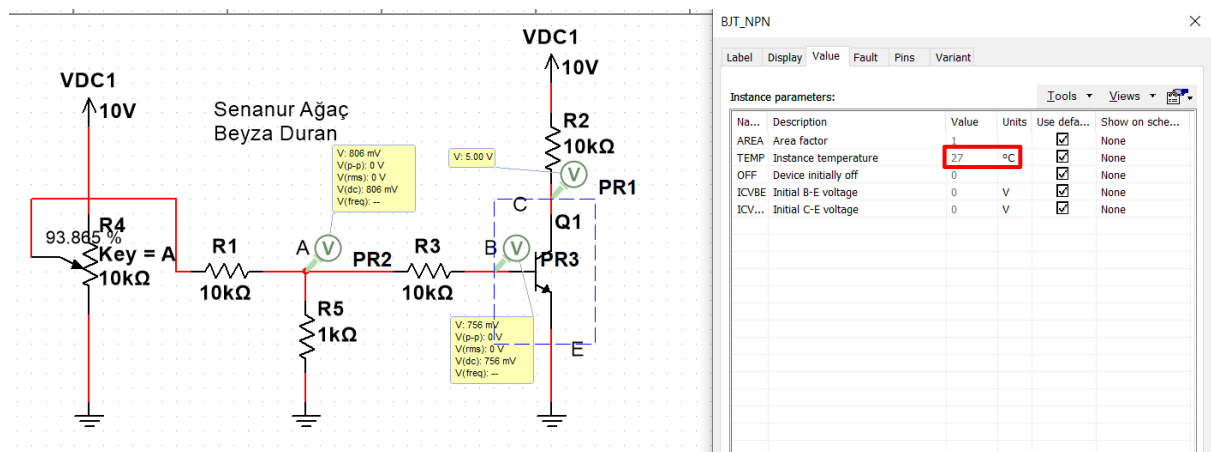 VDC1
10V
VDC1
10V
Senanur Ağaç
Beyza Duran
R2
10kΩ
V: 806 mV
V(p-p): 0 V
V(rms): 0 V
V(dc): 806 mV
V(freq): --
V: 5.00 V
V
PR1
C
Q1
93.865 %
R4
Key = A
10kΩ
R1
10kΩ
A
V
PR2
R3
10kΩ
B
V
PR3
R5
1kΩ
V: 756 mV
V(p-p): 0 V
V(rms): 0 V
V(dc): 756 mV
V(freq): --
E
BJT_NPN
Label Display Value Fault Pins Variant
Instance parameters: Tools Views
Na... Description Value Units Use defa... Show on sche...
AREA Area factor 1 None
TEMP Instance temperature 27 ºC None
OFF Device initially off 0 None
ICVBE Initial B-E voltage 0 V None
ICV... Initial C-E voltage 0 V None